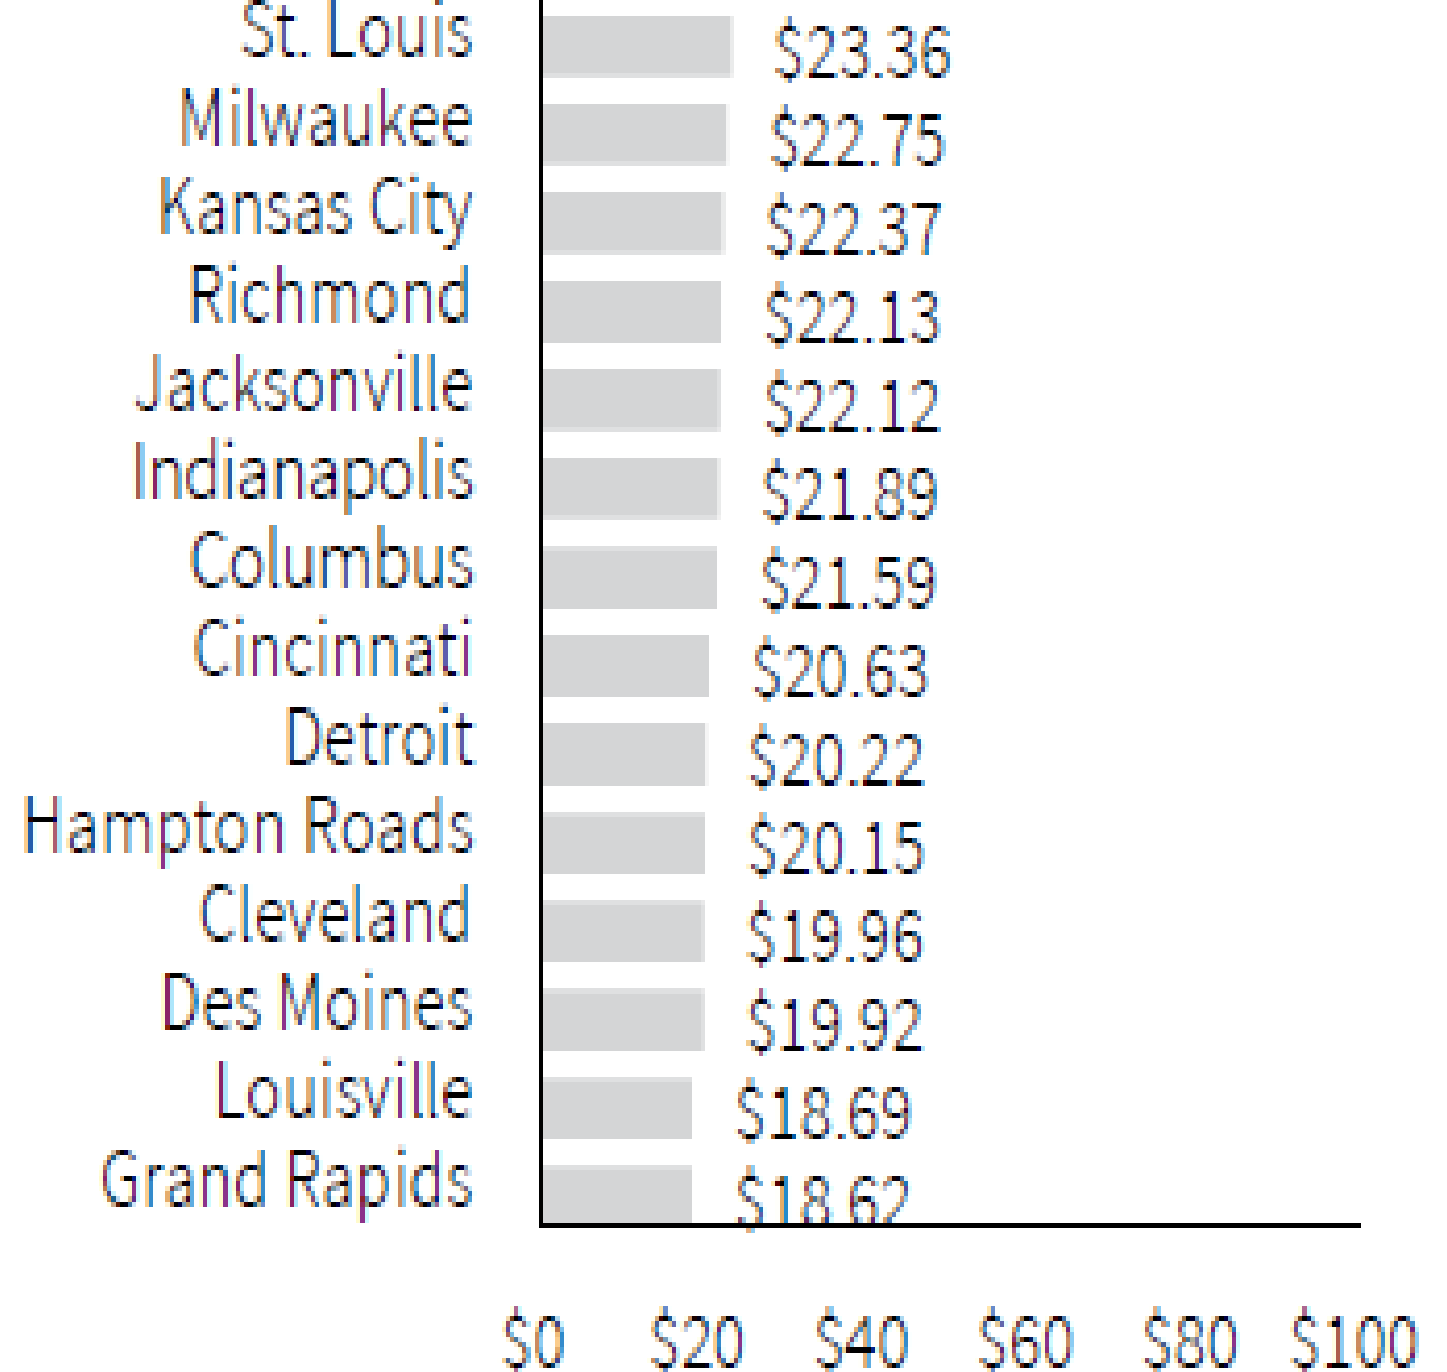 St. Louis $23.36
Milwaukee $22.75
Kansas City $22.37
Richmond $22.13
Jacksonville $22.12
Indianapolis $21.89
Columbus $21.59
Cincinnati $20.63
Detroit $20.22
Hampton Roads $20.15
Cleveland $19.96
Des Moines $19.92
Louisville $18.69
Grand Rapids $18.62
$0 $20 $40 $60 $80 $100